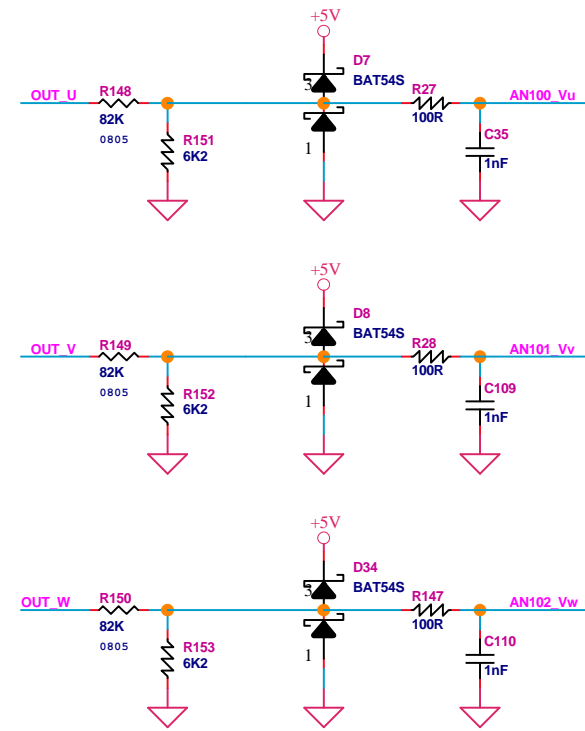 +5V
D7
BAT54S
3
OUT_U
R148
82K
0805
R151
6K2
1
R27
100R
AN100_Vu
C35
1nF
+5V
D8
BAT54S
3
OUT_V
R149
82K
0805
R152
6K2
1
R28
100R
AN101_Vv
C109
1nF
+5V
D34
BAT54S
3
OUT_W
R150
82K
0805
R153
6K2
1
R147
100R
AN102_Vw
C110
1nF